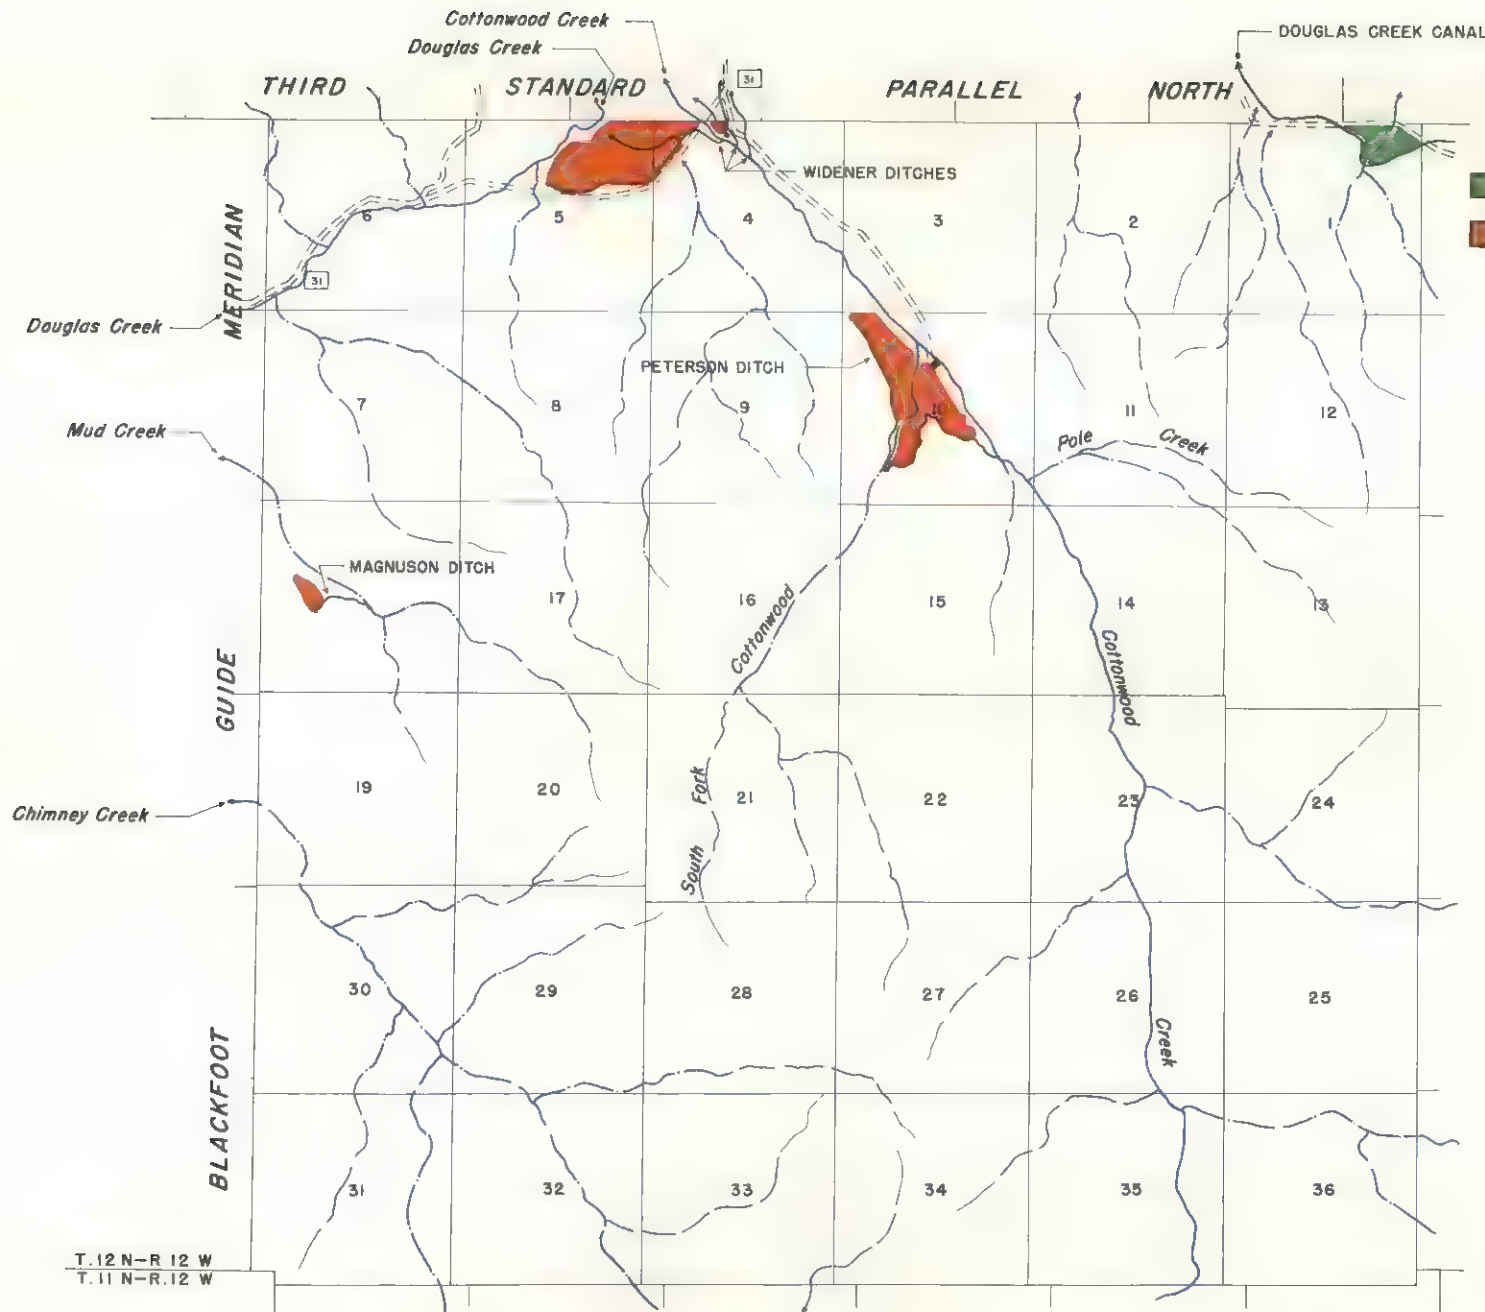 Cottonwood Creek
Douglas Creek
DOUGLAS CREEK CANAL
31
THIRD STANDARD PARALLEL NORTH
WIDENER DITCHES
6 5 4 3 2 1
MERIDIAN
31
Douglas Creek
PETERSON DITCH
7 8 9 10 11 12
Mud Creek
Pole Creek
MAGNUSON DITCH
17 16 15 14 13
Cottonwood
Cottonwood
GUIDE
19 20 21 22 23 24
South Fork
Chimney Creek
30 29 28 27 26 25
Creek
BLACKFOOT
31 32 33 34 35 36
T.12 N-R.12 W
T.11 N-R.12 W